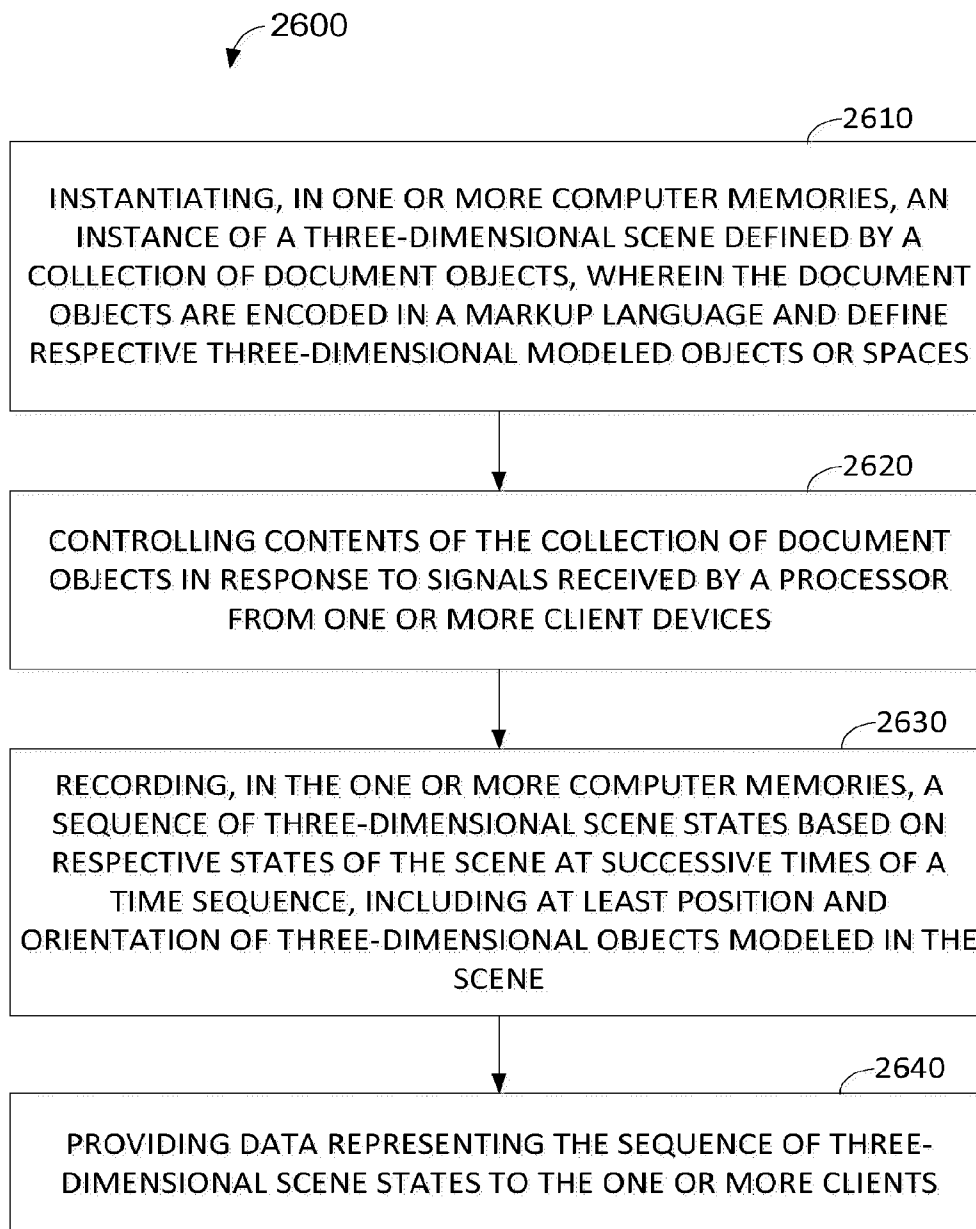 2600
2610
INSTANTIATING, IN ONE OR MORE COMPUTER MEMORIES, AN
INSTANCE OF A THREE-DIMENSIONAL SCENE DEFINED BY A
COLLECTION OF DOCUMENT OBJECTS, WHEREIN THE DOCUMENT
OBJECTS ARE ENCODED IN A MARKUP LANGUAGE AND DEFINE
RESPECTIVE THREE-DIMENSIONAL MODELED OBJECTS OR SPACES
2620
CONTROLLING CONTENTS OF THE COLLECTION OF DOCUMENT
OBJECTS IN RESPONSE TO SIGNALS RECEIVED BY A PROCESSOR
FROM ONE OR MORE CLIENT DEVICES
2630
RECORDING, IN THE ONE OR MORE COMPUTER MEMORIES, A
SEQUENCE OF THREE-DIMENSIONAL SCENE STATES BASED ON
RESPECTIVE STATES OF THE SCENE AT SUCCESSIVE TIMES OF A
TIME SEQUENCE, INCLUDING AT LEAST POSITION AND
ORIENTATION OF THREE-DIMENSIONAL OBJECTS MODELED IN THE
SCENE
2640
PROVIDING DATA REPRESENTING THE SEQUENCE OF THREE-
DIMENSIONAL SCENE STATES TO THE ONE OR MORE CLIENTS